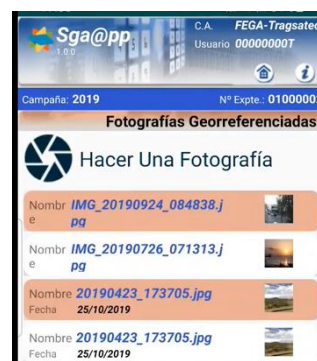 Sga@pp
1.0.0
C.A. FEGA-Tragsatec
Usuario 00000000T
Campaña: 2019 Nº Expte.: 0100000
Fotografías Georreferenciadas
Hacer Una Fotografía
Nombr IMG_20190924_084838.j
e pg
Nombr IMG_20190726_071313.j
e pg
Nombre 20190423_173705.jpg
Fecha 25/10/2019
Nombre 20190423_173705.jpg
Fecha 25/10/2019